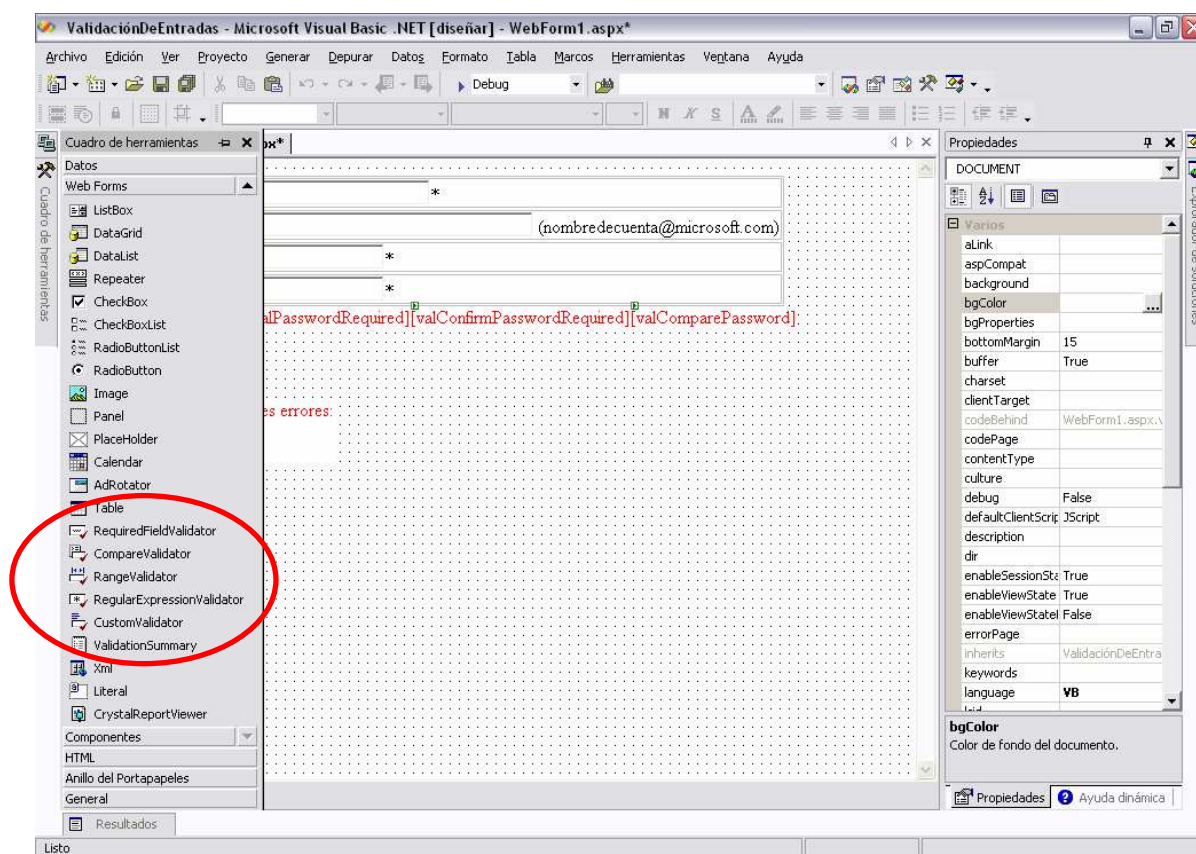 ValidaciónDeEntradas - Microsoft Visual Basic .NET [diseñar] - WebForm1.aspx*
Archivo Edición Ver Proyecto Generar Depurar Datos Formato Tabla Marcos Herramientas Ventana Ayuda
Debug
N K S
Cuadro de herramientas
Datos
Web Forms
ListBox
DataGrid
DataList
Repeater
CheckBox
CheckBoxList
RadioButtonList
RadioButton
Image
Panel
PlaceHolder
Calendar
AdRotator
Table
RequiredFieldValidator
CompareValidator
RangeValidator
RegularExpressionValidator
CustomValidator
ValidationSummary
Xml
Literal
CrystalReportViewer
Componentes
HTML
Anillo del Portapapeles
General
Cuadro de herramientas
ox*
*
(nombredecuenta@microsoft.com)
*
*
alPasswordRequired][valConfirmPasswordRequired][valComparePassword]
es errores:
Propiedades
DOCUMENT
Varios
aLink
aspCompat
background
bgColor ...
bgProperties
bottomMargin 15
buffer True
charset
clientTarget
codeBehind WebForm1.aspx.v
codePage
contentType
culture
debug False
defaultClientScrip JScript
description
dir
enableSessionSta True
enableViewState True
enableViewStateI False
errorPage
inherits ValidaciónDeEntra
keywords
language VB
bgColor
Color de fondo del documento.
Propiedades Ayuda dinámica
Resultados
Listo